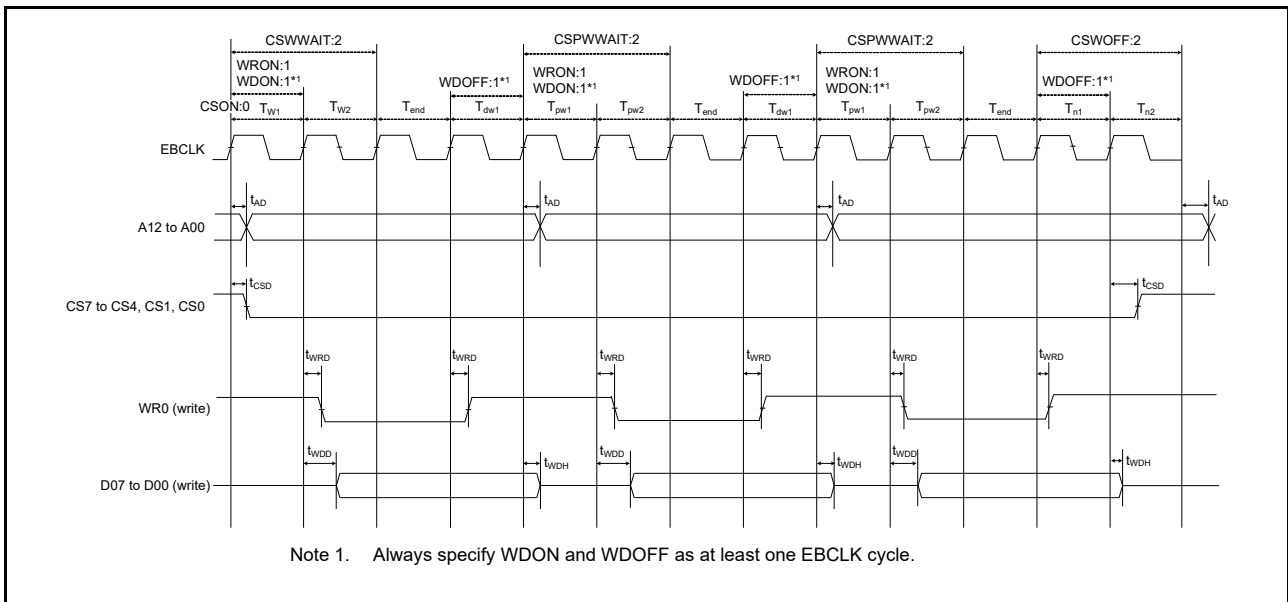 CSWWAIT:2 CSPWWAIT:2 CSPWWAIT:2 CSWOFF:2
WRON:1 WRON:1 WRON:1
WDON:1*1 WDOFF:1*1 WDON:1*1 WDOFF:1*1 WDON:1*1 WDOFF:1*1
CSON:0 TW1 TW2 Tend Tdw1 Tpw1 Tpw2 Tend Tdw1 Tpw1 Tpw2 Tend Tn1 Tn2
EBCLK
tAD tAD tAD tAD
A12 to A00
tCSD tCSD
CS7 to CS4, CS1, CS0
tWRD tWRD tWRD tWRD tWRD tWRD
WR0 (write)
tWDD tWDH tWDD tWDH tWDD tWDH
D07 to D00 (write)
Note 1. Always specify WDON and WDOFF as at least one EBCLK cycle.